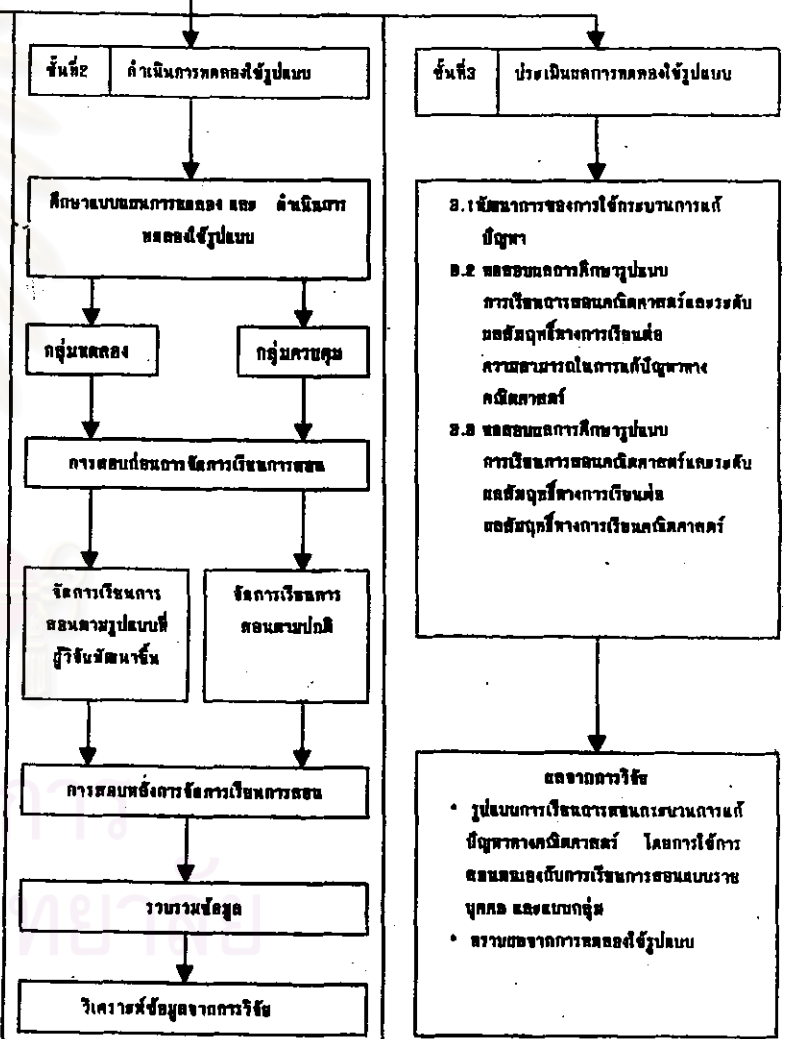 ขั้นที่2 ดำเนินการทดลองใช้รูปแบบ
ศึกษาแบบแผนการทดลอง และ ดำเนินการ
ทดลองใช้รูปแบบ
กลุ่มทดลอง
กลุ่มควบคุม
การสอบก่อนการจัดการเรียนการสอน
จัดการเรียนการ
สอนตามรูปแบบที่
ผู้วิจัยพัฒนาขึ้น
จัดการเรียนการ
สอนตามปกติ
การสอบหลังการจัดการเรียนการสอน
รวบรวมข้อมูล
วิเคราะห์ข้อมูลจากการวิจัย
ขั้นที่3 ประเมินผลการทดลองใช้รูปแบบ
3.1 พัฒนาการของการใช้กระบวนการแก้
ปัญหา
3.2 ทดสอบผลการศึกษารูปแบบ
การเรียนการสอนคณิตศาสตร์และระดับ
ผลสัมฤทธิ์ทางการเรียนต่อ
ความสามารถในการแก้ปัญหาทาง
คณิตศาสตร์
3.3 ทดสอบผลการศึกษารูปแบบ
การเรียนการสอนคณิตศาสตร์และระดับ
ผลสัมฤทธิ์ทางการเรียนต่อ
ผลสัมฤทธิ์ทางการเรียนคณิตศาสตร์
ผลจากการวิจัย
• รูปแบบการเรียนการสอนกระบวนการแก้
ปัญหาทางคณิตศาสตร์ โดยการใช้การ
สอนตนเองกับการเรียนการสอนแบบราย
บุคคล และแบบกลุ่ม
• ทราบผลจากการทดลองใช้รูปแบบ
การ
ทยาลัย